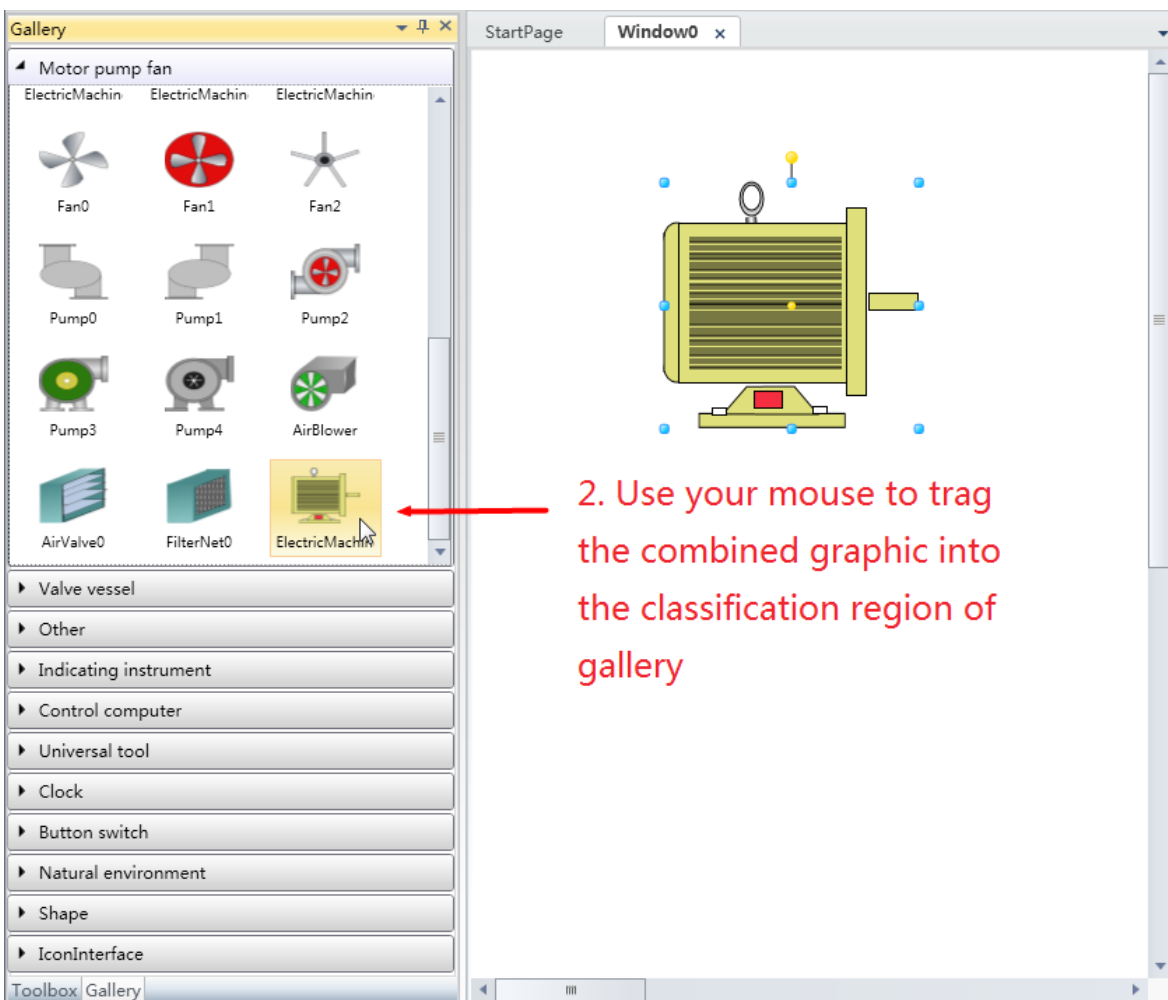 Gallery
StartPage
Window0
Motor pump fan
ElectricMachin
ElectricMachin
ElectricMachin
Fan0
Fan1
Fan2
Pump0
Pump1
Pump2
Pump3
Pump4
AirBlower
AirValve0
FilterNet0
ElectricMachin
2. Use your mouse to trag
the combined graphic into
the classification region of
gallery
Valve vessel
Other
Indicating instrument
Control computer
Universal tool
Clock
Button switch
Natural environment
Shape
IconInterface
Toolbox
Gallery